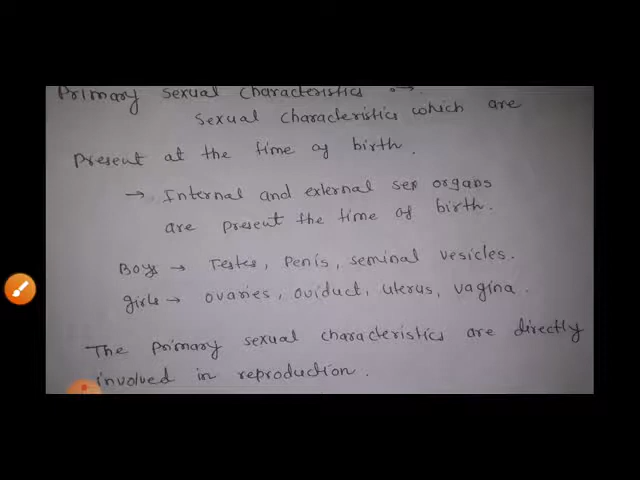 Primary sexual characteristics :→
sexual characteristics which are
Present at the time of birth.
→ Internal and external sex organs
are present the time of birth.
Boys → Testes, Penis, seminal vesicles.
girls → ovaries, oviduct, uterus, vagina.
The primary sexual characteristics are directly
involved in reproduction.